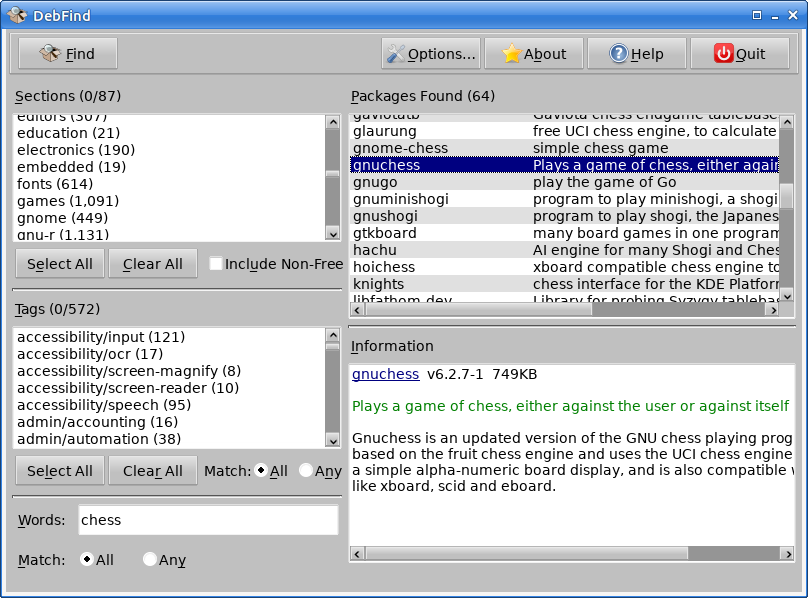 DebFind
Find
Options...
About
Help
Quit
Sections (0/87)
editors (307)
education (21)
electronics (190)
embedded (19)
fonts (614)
games (1,091)
gnome (449)
gnu-r (1,131)
Select All
Clear All
Include Non-Free
Tags (0/572)
accessibility/input (121)
accessibility/ocr (17)
accessibility/screen-magnify (8)
accessibility/screen-reader (10)
accessibility/speech (95)
admin/accounting (16)
admin/automation (38)
Select All
Clear All
Match:
All
Any
Words:
chess
Match:
All
Any
Packages Found (64)
gaviotatb Gaviota chess endgame tablebase
glaurung free UCI chess engine, to calculate
gnome-chess simple chess game
gnuchess Plays a game of chess, either again
gnugo play the game of Go
gnuminishogi program to play minishogi, a shogi
gnushogi program to play shogi, the Japanes
gtkboard many board games in one program
hachu AI engine for many Shogi and Ches
hoichess xboard compatible chess engine to
knights chess interface for the KDE Platfor
libfathom-dev Library for probing Syzygy tableba
Information
gnuchess v6.2.7-1 749KB
Plays a game of chess, either against the user or against itself
Gnuchess is an updated version of the GNU chess playing prog
based on the fruit chess engine and uses the UCI chess engine
a simple alpha-numeric board display, and is also compatible w
like xboard, scid and eboard.